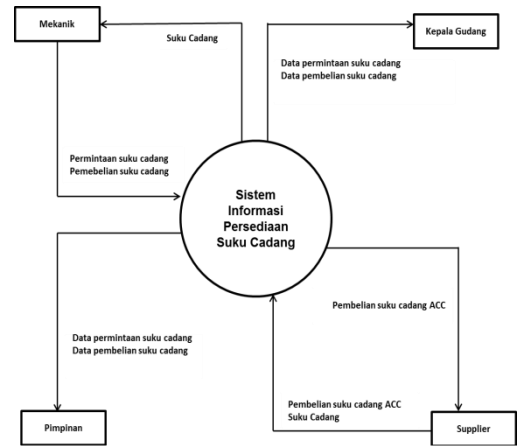 Mekanik
Suku Cadang
Kepala Gudang
Data permintaan suku cadang
Data pembelian suku cadang
Permintaan suku cadang
Pemebelian suku cadang
Sistem
Informasi
Persediaan
Suku Cadang
Pembelian suku cadang ACC
Data permintaan suku cadang
Data pembelian suku cadang
Pembelian suku cadang ACC
Suku Cadang
Pimpinan
Supplier